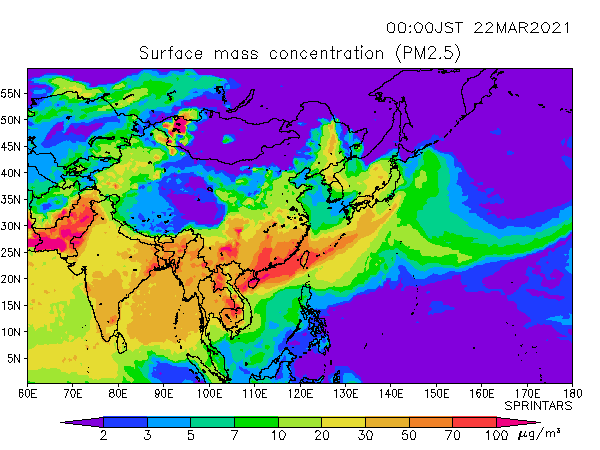 00:00JST 22MAR2021
Surface mass concentration (PM2.5)
55N
50N
45N
40N
35N
30N
25N
20N
15N
10N
5N
60E 70E 80E 90E 100E 110E 120E 130E 140E 150E 160E 170E 180
SPRINTARS
2 3 5 7 10 20 30 50 70 100 μg/m³